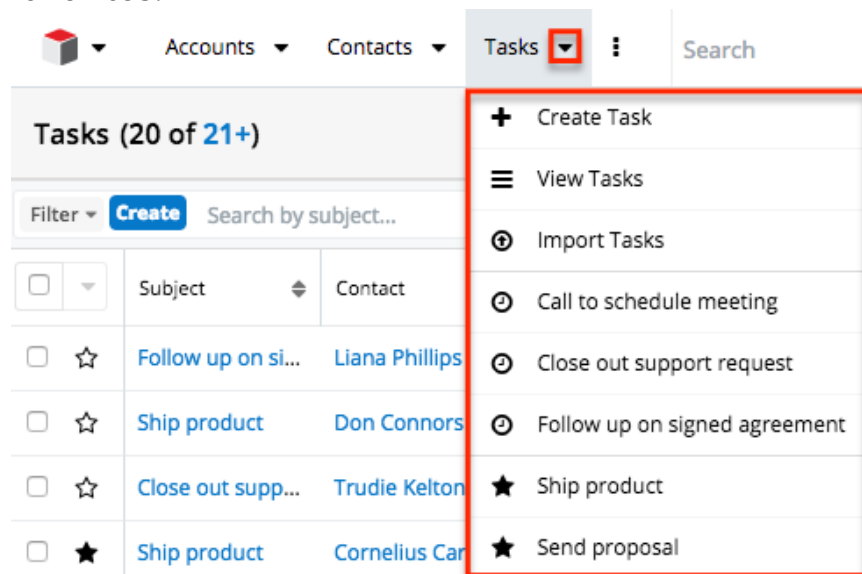 Accounts Contacts Tasks Search
Tasks (20 of 21+)
Filter Create Search by subject...
Subject Contact
Follow up on si... Liana Phillips
Ship product Don Connors
Close out supp... Trudie Kelton
Ship product Cornelius Car
Create Task
View Tasks
Import Tasks
Call to schedule meeting
Close out support request
Follow up on signed agreement
Ship product
Send proposal